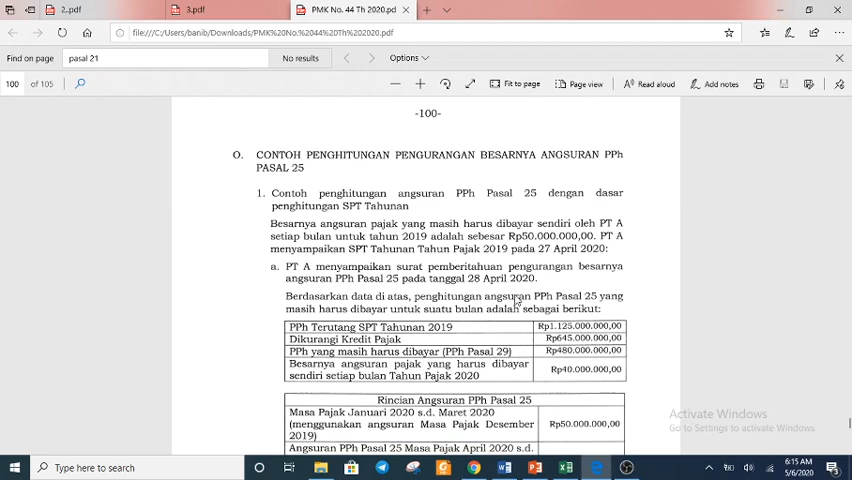 2..pdf
3.pdf
PMK No. 44 Th 2020.pd
file:///C:/Users/banib/Downloads/PMK%20No.%2044%20Th%202020.pdf
Find on page
pasal 21
No results
Options
100 of 105
Fit to page
Page view
Read aloud
Add notes
-100-
O. CONTOH PENGHITUNGAN PENGURANGAN BESARNYA ANGSURAN PPh
PASAL 25
1. Contoh penghitungan angsuran PPh Pasal 25 dengan dasar
penghitungan SPT Tahunan
Besarnya angsuran pajak yang masih harus dibayar sendiri oleh PT A
setiap bulan untuk tahun 2019 adalah sebesar Rp50.000.000,00. PT A
menyampaikan SPT Tahunan Tahun Pajak 2019 pada 27 April 2020:
a. PT A menyampaikan surat pemberitahuan pengurangan besarnya
angsuran PPh Pasal 25 pada tanggal 28 April 2020.
Berdasarkan data di atas, penghitungan angsuran PPh Pasal 25 yang
masih harus dibayar untuk suatu bulan adalah sebagai berikut:
PPh Terutang SPT Tahunan 2019 Rp1.125.000.000,00
Dikurangi Kredit Pajak Rp645.000.000,00
PPh yang masih harus dibayar (PPh Pasal 29) Rp480.000.000,00
Besarnya angsuran pajak yang harus dibayar
sendiri setiap bulan Tahun Pajak 2020 Rp40.000.000,00
Rincian Angsuran PPh Pasal 25
Masa Pajak Januari 2020 s.d. Maret 2020
(menggunakan angsuran Masa Pajak Desember Rp50.000.000,00
2019)
Angsuran PPh Pasal 25 Masa Pajak April 2020 s.d.
Activate Windows
Go to Settings to activate Windows.
Type here to search
6:15 AM
5/6/2020
3